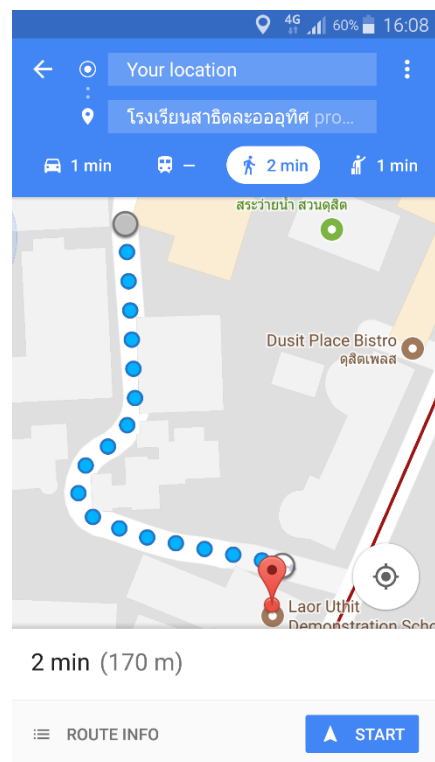 4G 60% 16:08
Your location
โรงเรียนสาธิตละอออุทิศ pro...
1 min – 2 min 1 min
สระว่ายน้ำ สวนดุสิต
Dusit Place Bistro
ดุสิตเพลส
Laor Uthit
Demonstration Scho
2 min (170 m)
ROUTE INFO START